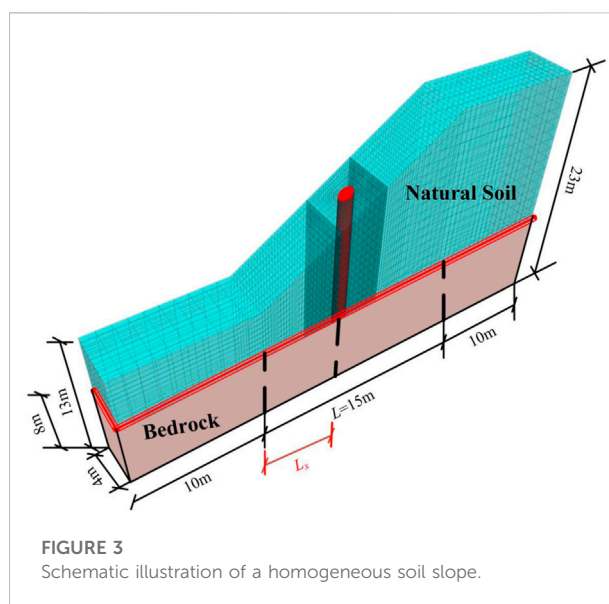 Natural Soil
23m
13m
8m
4m
Bedrock
10m
L=15m
10m
Lx
FIGURE 3
Schematic illustration of a homogeneous soil slope.